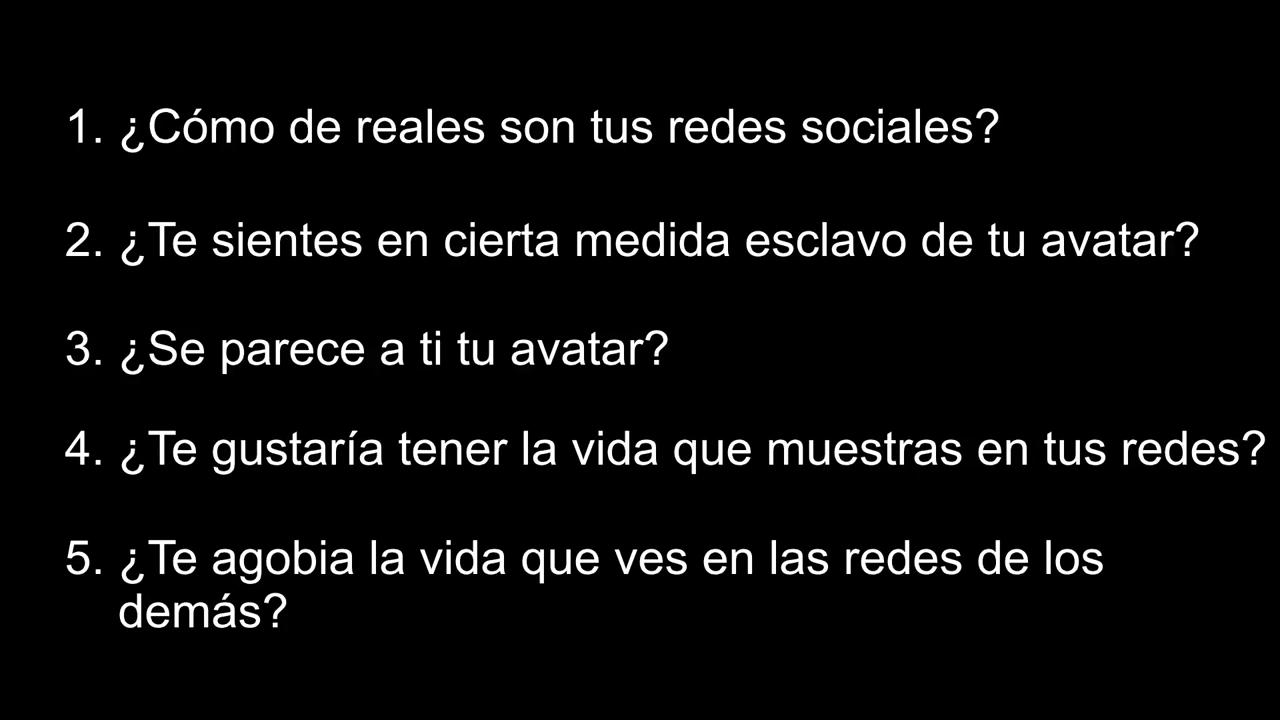 1. ¿Cómo de reales son tus redes sociales?
2. ¿Te sientes en cierta medida esclavo de tu avatar?
3. ¿Se parece a ti tu avatar?
4. ¿Te gustaría tener la vida que muestras en tus redes?
5. ¿Te agobia la vida que ves en las redes de los
demás?